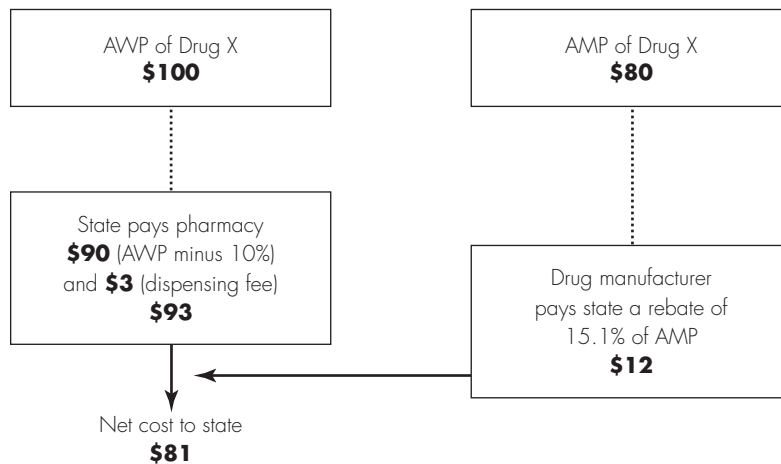 AWP of Drug X
$100
AMP of Drug X
$80
State pays pharmacy
$90 (AWP minus 10%)
and $3 (dispensing fee)
$93
Drug manufacturer
pays state a rebate of
15.1% of AMP
$12
Net cost to state
$81